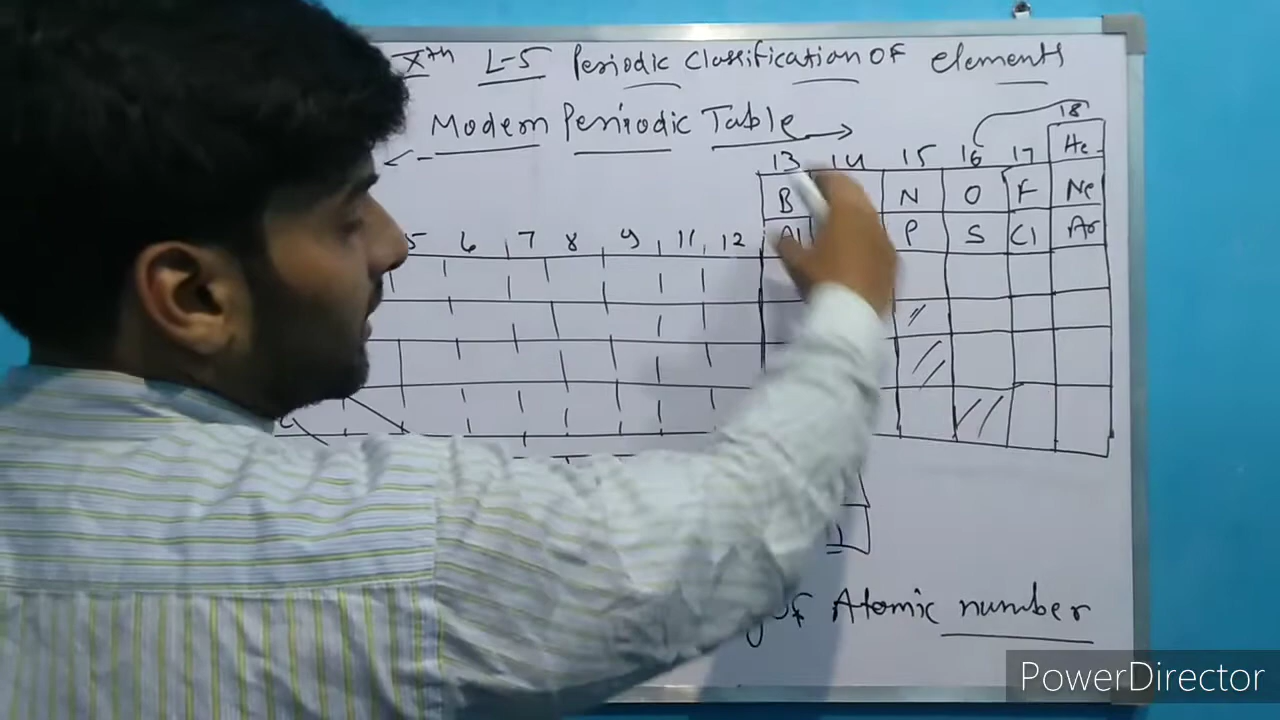 Xth L-5 Periodic Classification OF elements
Modern Periodic Table
18
13 14 15 16 17 He
B N O F Ne
5 6 7 8 9 11 12 Al P S Cl Ar
of Atomic number
PowerDirector